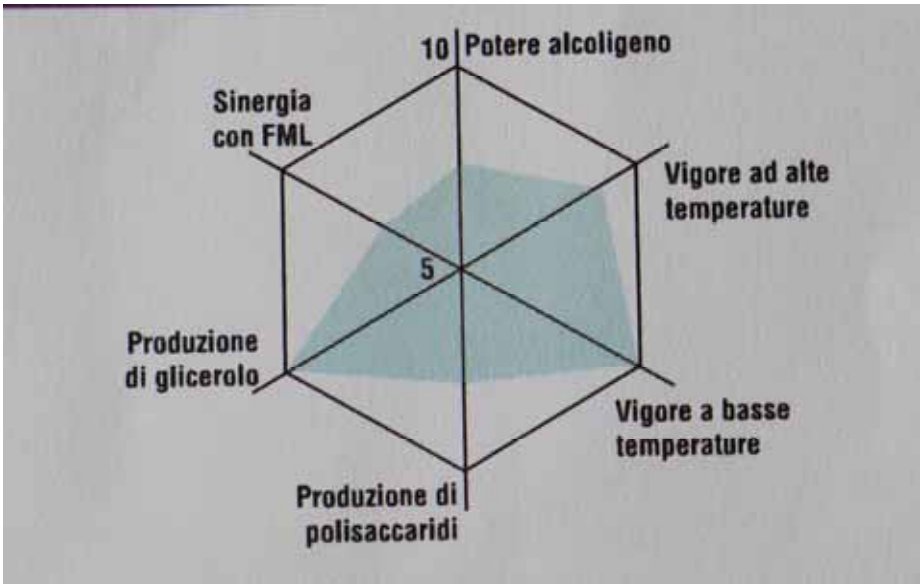 10 Potere alcoligeno
Sinergia
con FML
Vigore ad alte
temperature
5
Produzione
di glicerolo
Vigore a basse
temperature
Produzione di
polisaccaridi